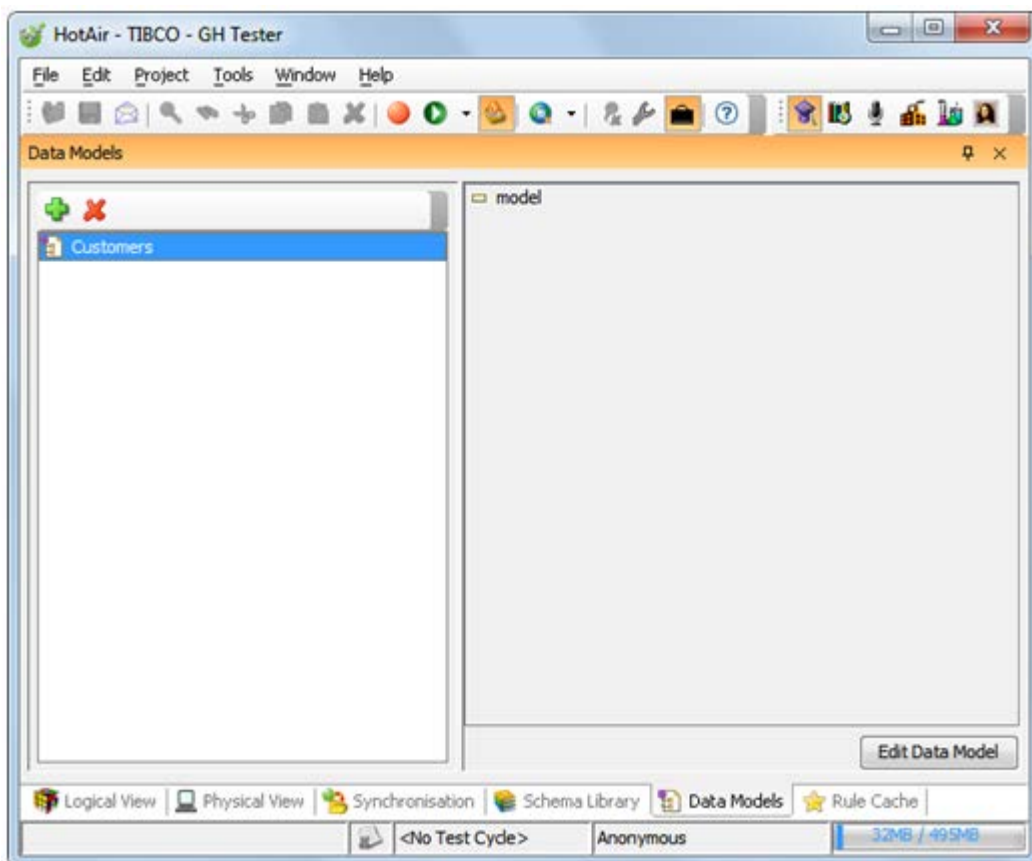 HotAir - TIBCO - GH Tester
File Edit Project Tools Window Help
Data Models
model
Customers
Edit Data Model
Logical View Physical View Synchronisation Schema Library Data Models Rule Cache
<No Test Cycle> Anonymous 32MB / 495MB